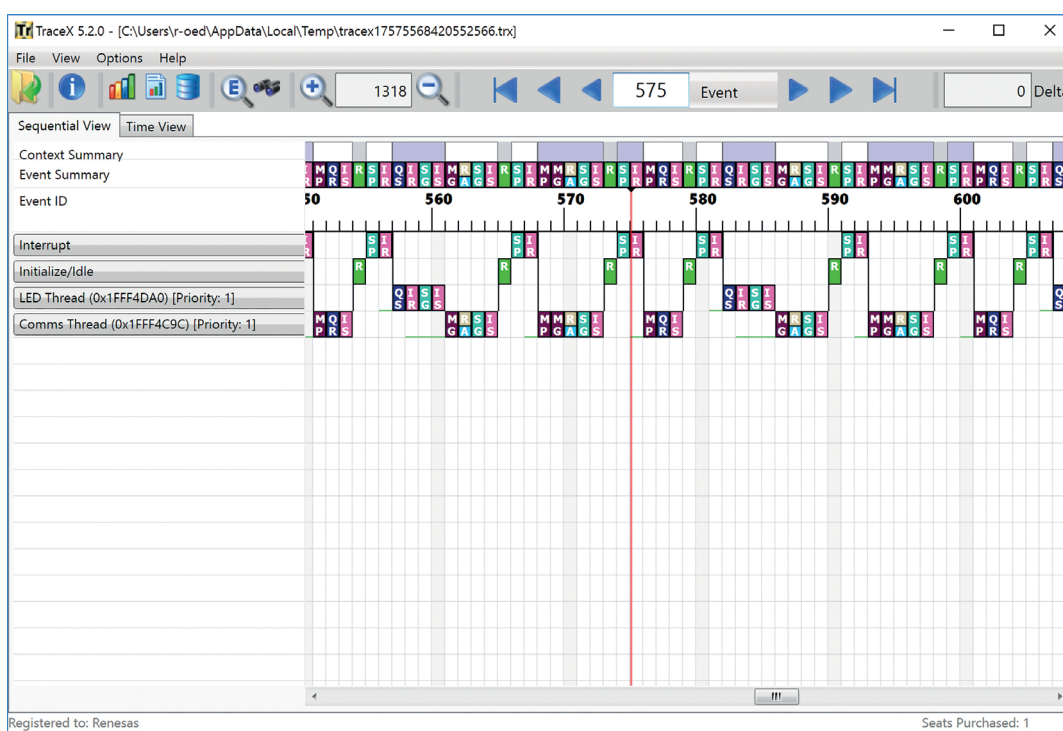 TraceX 5.2.0 - [C:\Users\r-oed\AppData\Local\Temp\tracex17575568420552566.trx]
File View Options Help
1318 575 Event 0 Delt
Sequential View Time View
Context Summary
Event Summary
Event ID
50 560 570 575 580 590 600
Interrupt
Initialize/Idle
LED Thread (0x1FFF4DA0) [Priority: 1]
Comms Thread (0x1FFF4C9C) [Priority: 1]
Registered to: Renesas
Seats Purchased: 1